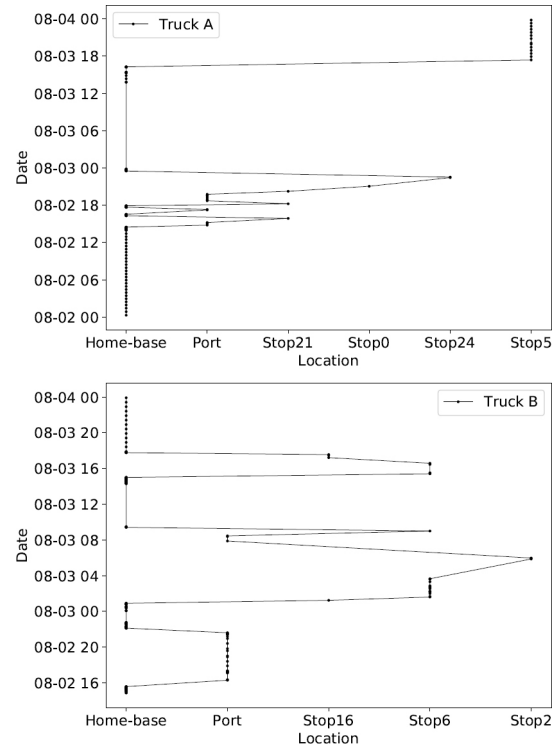 Truck A
08-04 00
08-03 18
08-03 12
08-03 06
08-03 00
08-02 18
08-02 12
08-02 06
08-02 00
Date
Home-base Port Stop21 Stop0 Stop24 Stop5
Location
Truck B
08-04 00
08-03 20
08-03 16
08-03 12
08-03 08
08-03 04
08-03 00
08-02 20
08-02 16
Date
Home-base Port Stop16 Stop6 Stop2
Location